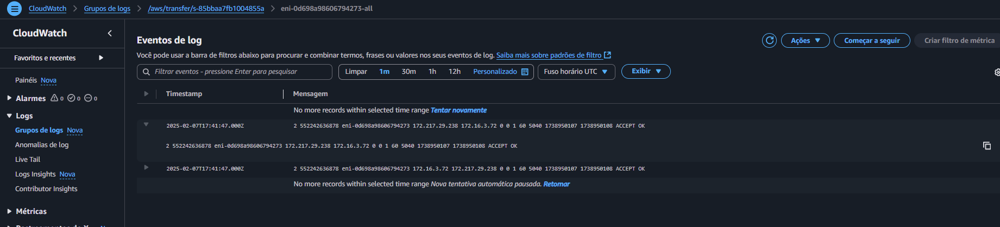 CloudWatch > Grupos de logs > /aws/transfer/s-85bbaa7fb1004855a > eni-0d698a98606794273-all
CloudWatch
Favoritos e recentes
Painéis Nova
Alarmes 0 0 0
Logs
Grupos de logs Nova
Anomalias de log
Live Tail
Logs Insights Nova
Contributor Insights
Métricas
Eventos de log
Ações
Começar a seguir
Criar filtro de métrica
Você pode usar a barra de filtros abaixo para procurar e combinar termos, frases ou valores nos seus eventos de log. Saiba mais sobre padrões de filtro
Filtrar eventos - pressione Enter para pesquisar
Limpar 1m 30m 1h 12h Personalizado
Fuso horário UTC
Exibir
Timestamp Mensagem
No more records within selected time range Tentar novamente
2025-02-07T17:41:47.000Z 2 552242636878 eni-0d698a98606794273 172.217.29.238 172.16.3.72 0 0 1 60 5040 1738950107 1738950108 ACCEPT OK
2 552242636878 eni-0d698a98606794273 172.217.29.238 172.16.3.72 0 0 1 60 5040 1738950107 1738950108 ACCEPT OK
2025-02-07T17:41:47.000Z 2 552242636878 eni-0d698a98606794273 172.16.3.72 172.217.29.238 0 0 1 60 5040 1738950107 1738950108 ACCEPT OK
No more records within selected time range Nova tentativa automática pausada. Retomar